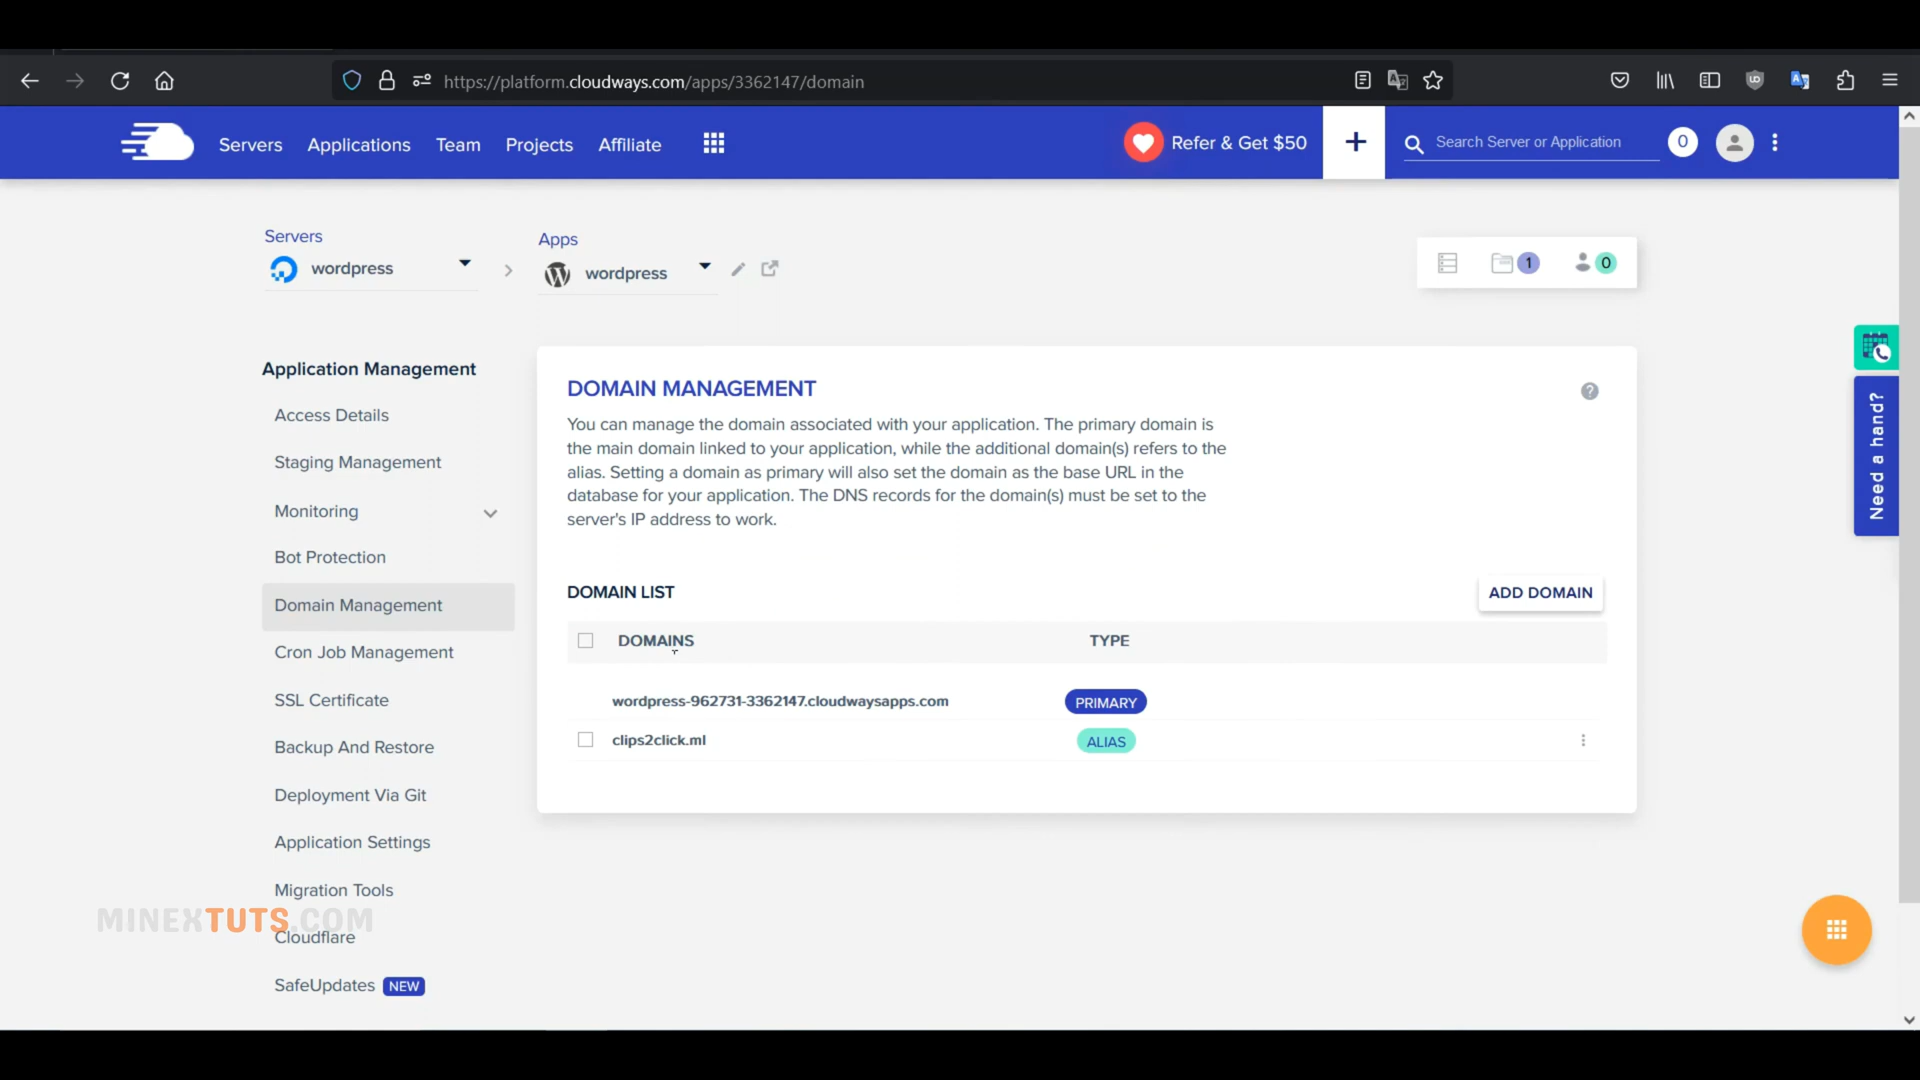 https://platform.cloudways.com/apps/3362147/domain
Servers Applications Team Projects Affiliate Refer & Get $50 + Search Server or Application 0
Servers
wordpress
Apps
wordpress
1 0
Application Management
Access Details
Staging Management
Monitoring
Bot Protection
Domain Management
Cron Job Management
SSL Certificate
Backup And Restore
Deployment Via Git
Application Settings
Migration Tools
Cloudflare
SafeUpdates NEW
DOMAIN MANAGEMENT
You can manage the domain associated with your application. The primary domain is
the main domain linked to your application, while the additional domain(s) refers to the
alias. Setting a domain as primary will also set the domain as the base URL in the
database for your application. The DNS records for the domain(s) must be set to the
server's IP address to work.
DOMAIN LIST ADD DOMAIN
DOMAINS TYPE
wordpress-962731-3362147.cloudwaysapps.com PRIMARY
clips2click.ml ALIAS
Need a hand?
MINEXTUTS.COM